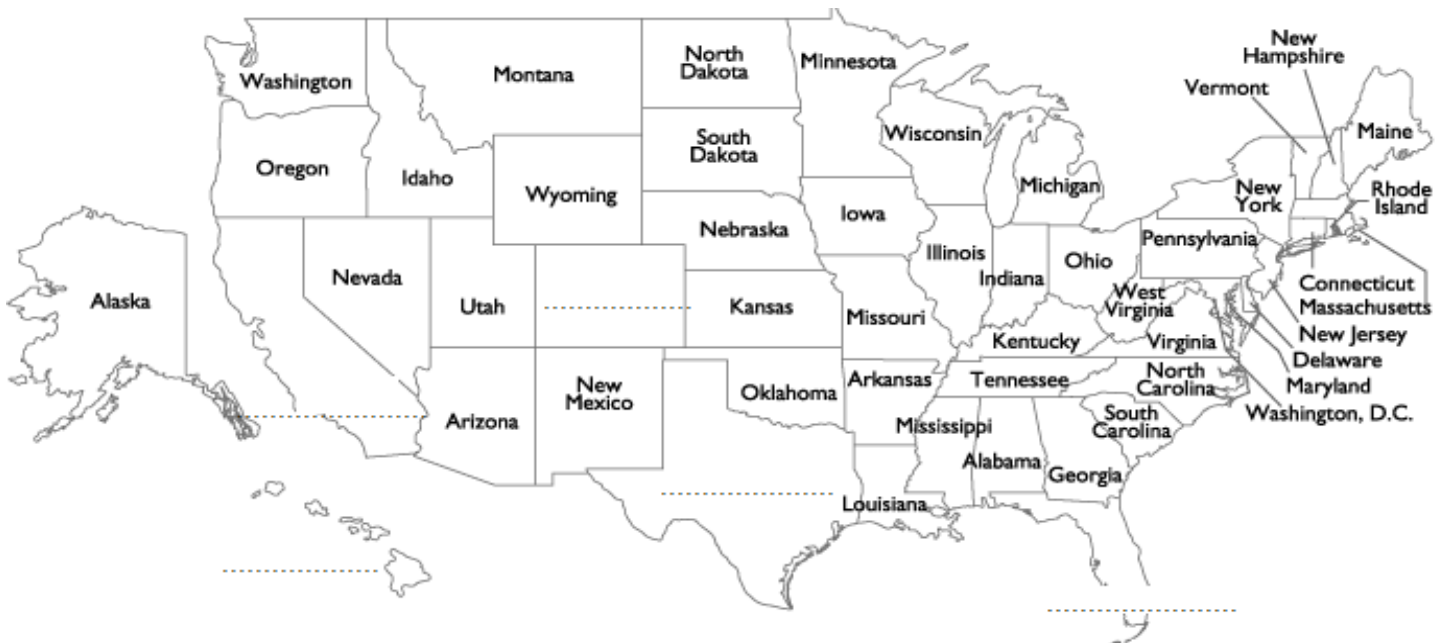 New
Hampshire
Vermont
Washington
Montana
North
Dakota
Minnesota
Maine
Oregon
Idaho
Wyoming
South
Dakota
Wisconsin
Michigan
New
York
Rhode
Island
Alaska
Nevada
Utah
Nebraska
Kansas
Iowa
Illinois
Indiana
Ohio
Pennsylvania
Connecticut
Massachusetts
New Jersey
Delaware
Maryland
Washington, D.C.
Missouri
Kentucky
West
Virginia
Virginia
Arizona
New
Mexico
Oklahoma
Arkansas
Tennessee
North
Carolina
South
Carolina
Mississippi
Alabama
Georgia
Louisiana